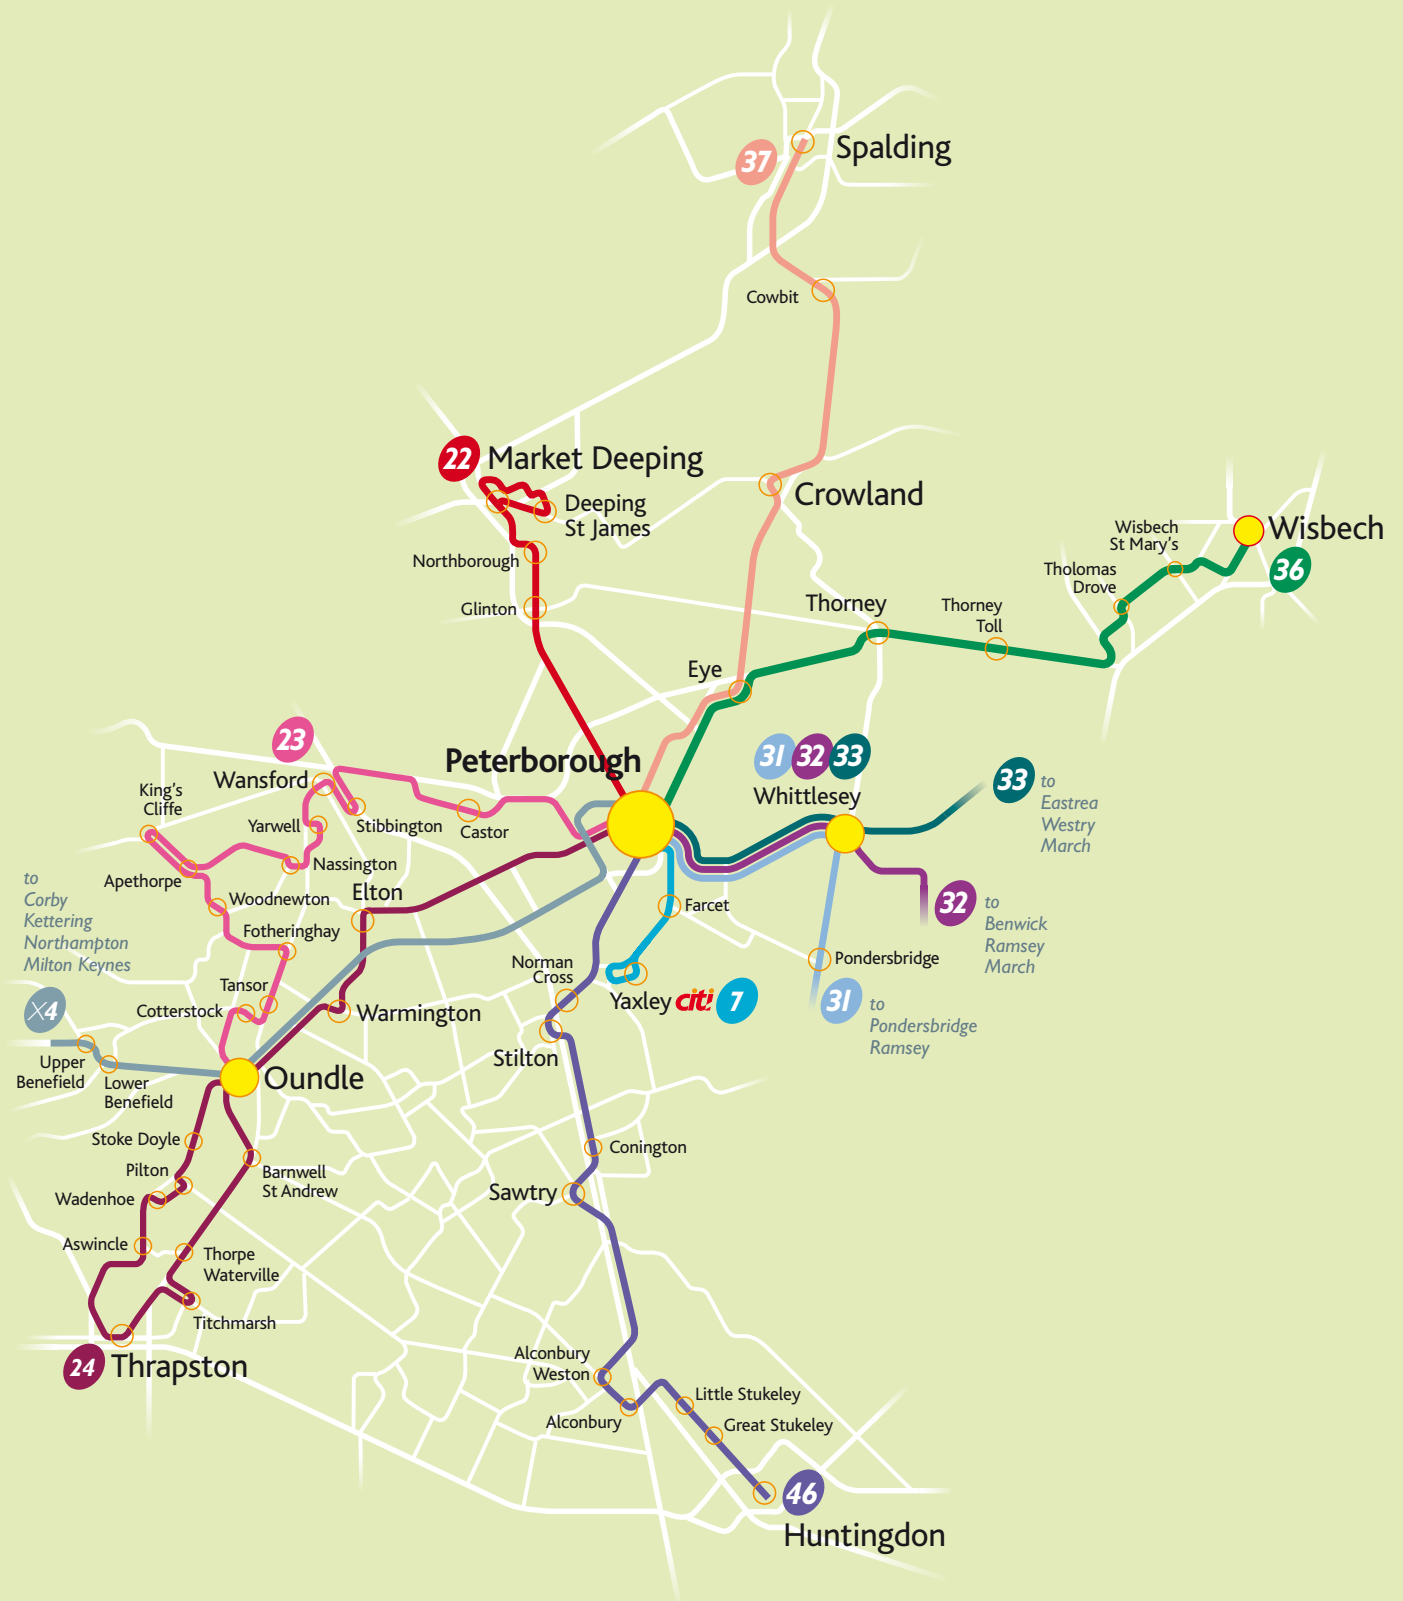 37
Spalding
Cowbit
22
Market Deeping
Deeping
St James
Crowland
Northborough
Glinton
Wisbech
St Mary's
Wisbech
36
Tholomas
Drove
Thorney
Thorney
Toll
Eye
23
Peterborough
31
32
33
Whittlesey
33
to
Eastrea
Westry
March
Wansford
King's
Cliffe
Yarwell
Stibbington
Castor
Nassington
Apethorpe
Elton
Woodnewton
Fotheringhay
to
Corby
Kettering
Northampton
Milton Keynes
X4
Farcet
32
to
Benwick
Ramsey
March
Pondersbridge
31
to
Pondersbridge
Ramsey
Norman
Cross
Yaxley citi 7
Tansor
Cotterstock
Warmington
Stilton
Upper
Benefield
Lower
Benefield
Oundle
Stoke Doyle
Pilton
Wadenhoe
Barnwell
St Andrew
Conington
Sawtry
Aswincle
Thorpe
Waterville
Titchmarsh
24
Thrapston
Alconbury
Weston
Alconbury
Little Stukeley
Great Stukeley
46
Huntingdon